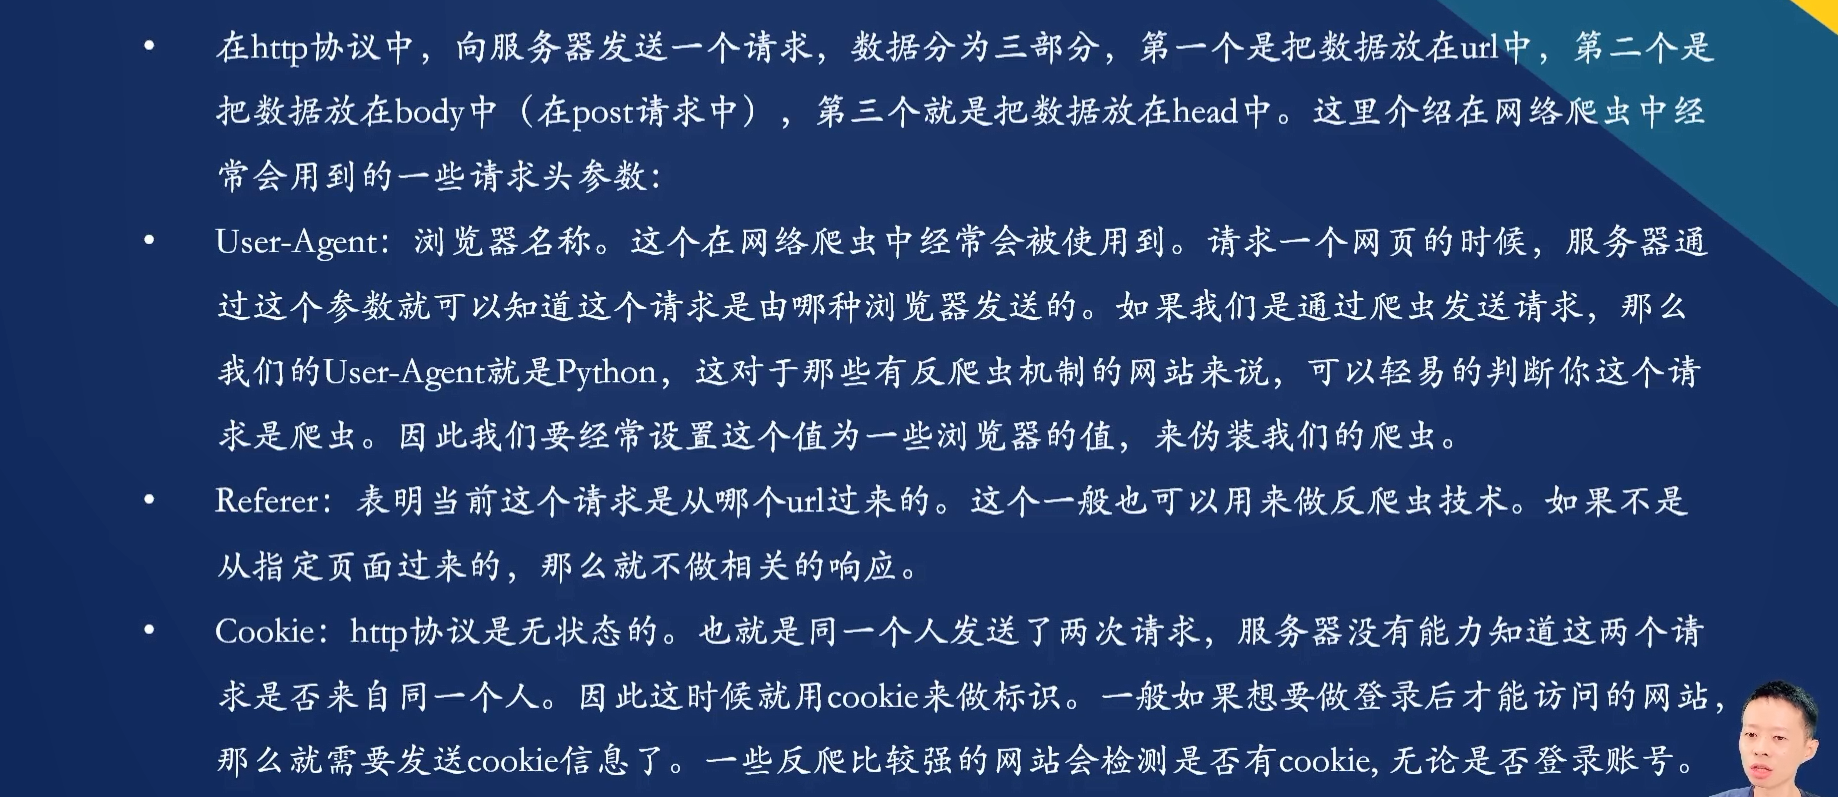 • 在http协议中，向服务器发送一个请求，数据分为三部分，第一个是把数据放在url中，第二个是
把数据放在body中（在post请求中），第三个就是把数据放在head中。这里介绍在网络爬虫中经
常会用到的一些请求头参数：
• User-Agent：浏览器名称。这个在网络爬虫中经常会被使用到。请求一个网页的时候，服务器通
过这个参数就可以知道这个请求是由哪种浏览器发送的。如果我们是通过爬虫发送请求，那么
我们的User-Agent就是Python，这对于那些有反爬虫机制的网站来说，可以轻易的判断你这个请
求是爬虫。因此我们要经常设置这个值为一些浏览器的值，来伪装我们的爬虫。
• Referer：表明当前这个请求是从哪个url过来的。这个一般也可以用来做反爬虫技术。如果不是
从指定页面过来的，那么就不做相关的响应。
• Cookie：http协议是无状态的。也就是同一个人发送了两次请求，服务器没有能力知道这两个请
求是否来自同一个人。因此这时候就用cookie来做标识。一般如果想要做登录后才能访问的网站，
那么就需要发送cookie信息了。一些反爬比较强的网站会检测是否有cookie, 无论是否登录账号。